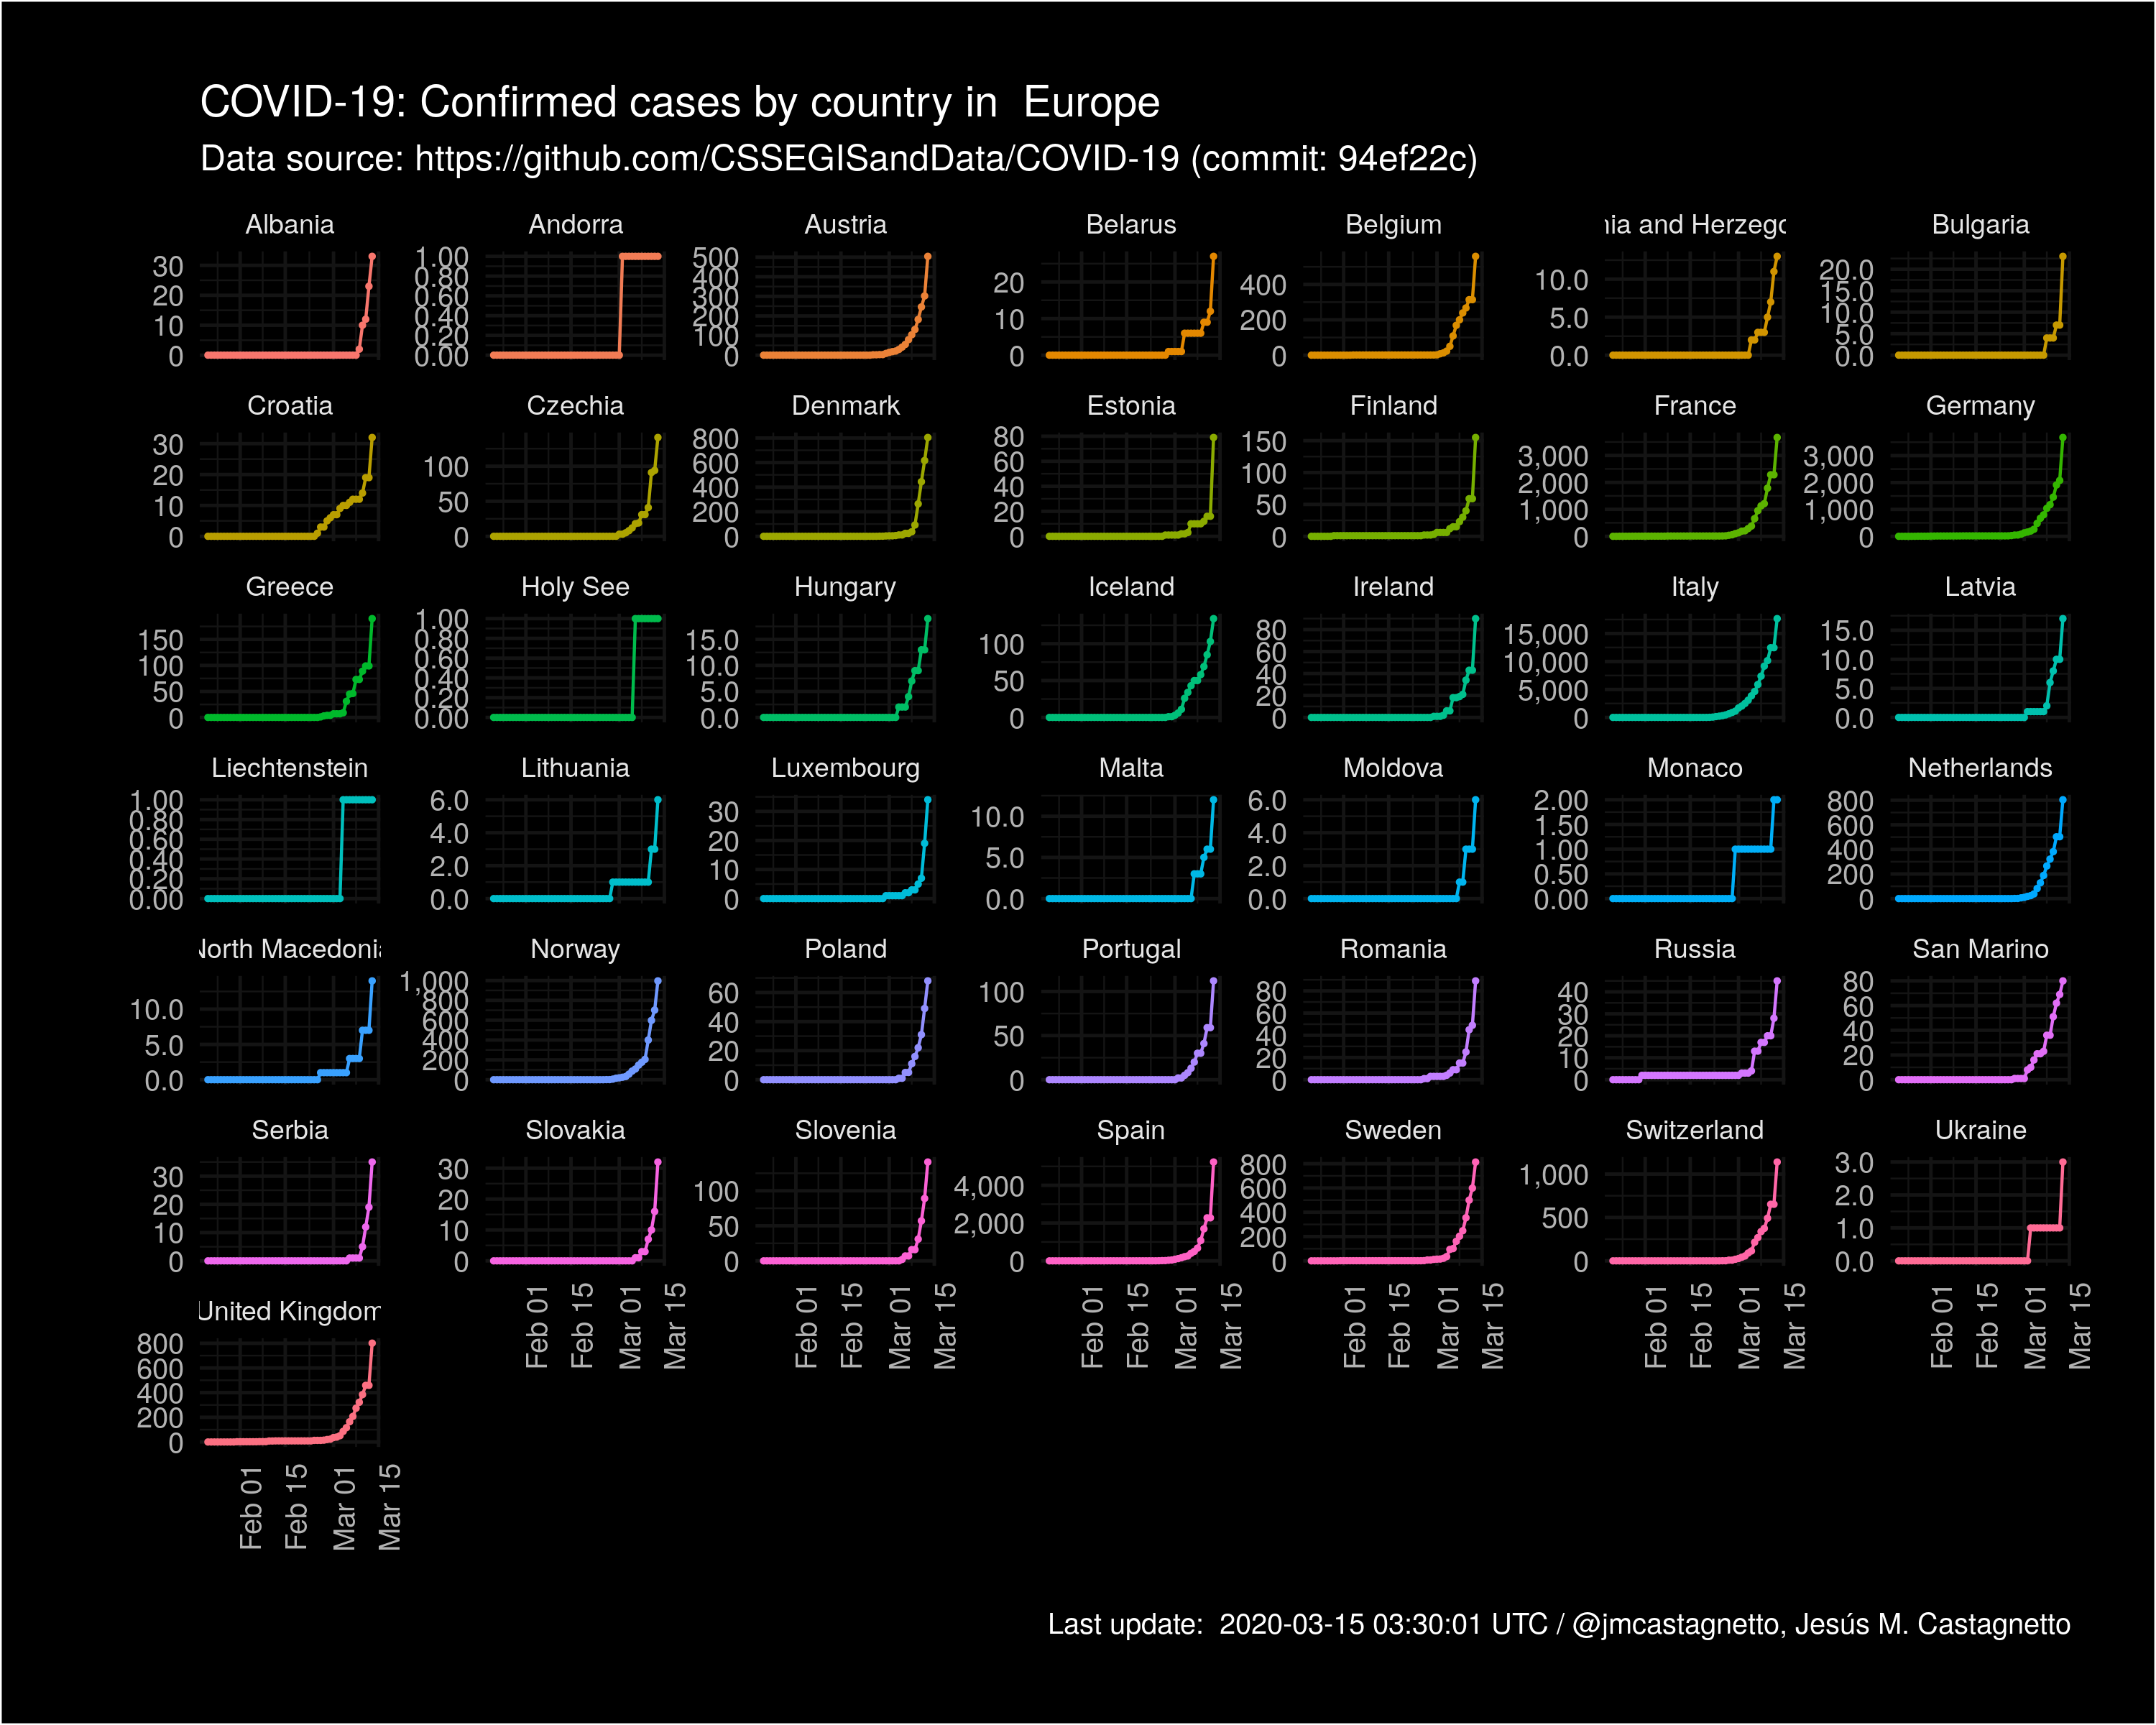 COVID-19: Confirmed cases by country in  Europe
Data source: https://github.com/CSSEGISandData/COVID-19 (commit: 94ef22c)
Albania Andorra Austria Belarus Belgium nia and Herzego Bulgaria
30 20 10 0
1.00 0.80 0.60 0.40 0.20 0.00
500 400 300 200 100 0
20 10 0
400 200 0
10.0 5.0 0.0
20.0 15.0 10.0 5.0 0.0
Croatia Czechia Denmark Estonia Finland France Germany
30 20 10 0
100 50 0
800 600 400 200 0
80 60 40 20 0
150 100 50 0
3,000 2,000 1,000 0
3,000 2,000 1,000 0
Greece Holy See Hungary Iceland Ireland Italy Latvia
150 100 50 0
1.00 0.80 0.60 0.40 0.20 0.00
15.0 10.0 5.0 0.0
100 50 0
80 60 40 20 0
15,000 10,000 5,000 0
15.0 10.0 5.0 0.0
Liechtenstein Lithuania Luxembourg Malta Moldova Monaco Netherlands
1.00 0.80 0.60 0.40 0.20 0.00
6.0 4.0 2.0 0.0
30 20 10 0
10.0 5.0 0.0
6.0 4.0 2.0 0.0
2.00 1.50 1.00 0.50 0.00
800 600 400 200 0
North Macedonia Norway Poland Portugal Romania Russia San Marino
10.0 5.0 0.0
1,000 800 600 400 200 0
60 40 20 0
100 50 0
80 60 40 20 0
40 30 20 10 0
80 60 40 20 0
Serbia Slovakia Slovenia Spain Sweden Switzerland Ukraine
30 20 10 0
30 20 10 0
100 50 0
4,000 2,000 0
800 600 400 200 0
1,000 500 0
3.0 2.0 1.0 0.0
Feb 01 Feb 15 Mar 01 Mar 15
Feb 01 Feb 15 Mar 01 Mar 15
Feb 01 Feb 15 Mar 01 Mar 15
Feb 01 Feb 15 Mar 01 Mar 15
Feb 01 Feb 15 Mar 01 Mar 15
Feb 01 Feb 15 Mar 01 Mar 15
United Kingdom
800 600 400 200 0
Feb 01 Feb 15 Mar 01 Mar 15
Last update:  2020-03-15 03:30:01 UTC / @jmcastagnetto, Jesús M. Castagnetto